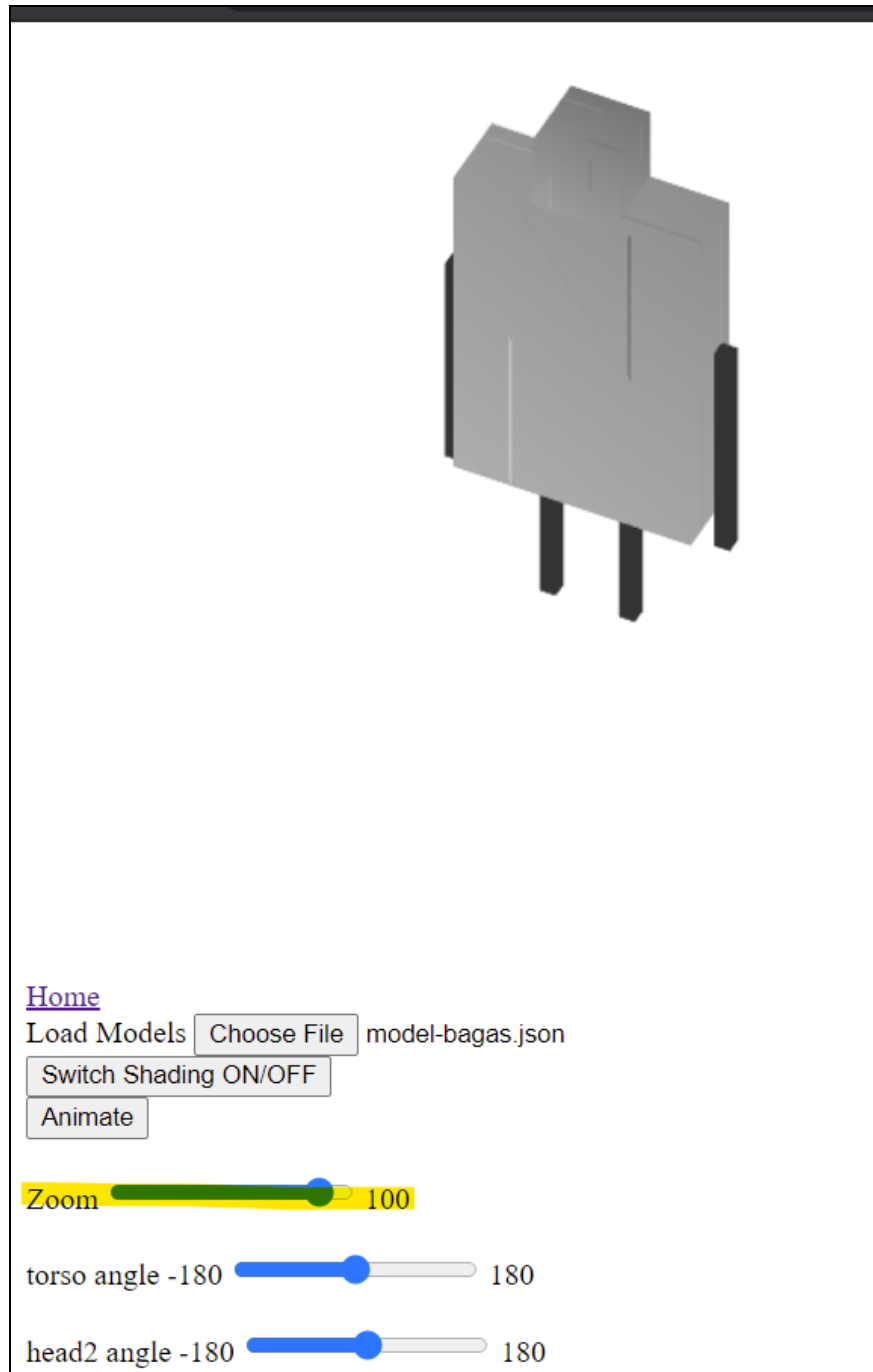 Home
Load Models Choose File model-bagas.json
Switch Shading ON/OFF
Animate
Zoom 100
torso angle -180 180
head2 angle -180 180